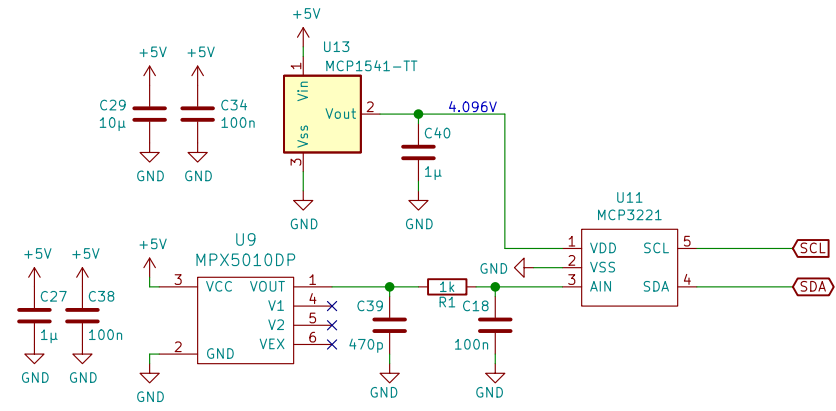 +5V
U13
MCP1541-TT
+5V
+5V
1
Vin
C29
10µ
C34
100n
Vout
2
4.096V
Vss
3
C40
1µ
GND
GND
GND
GND
U11
MCP3221
+5V
+5V
+5V
U9
MPX5010DP
1
VDD
SCL
5
SCL
GND
2
VSS
3
VCC
VOUT
1
1k
R1
3
AIN
SDA
4
SDA
C27
1µ
C38
100n
V1
4
V2
5
VEX
6
C39
470p
C18
100n
2
GND
GND
GND
GND
GND
GND